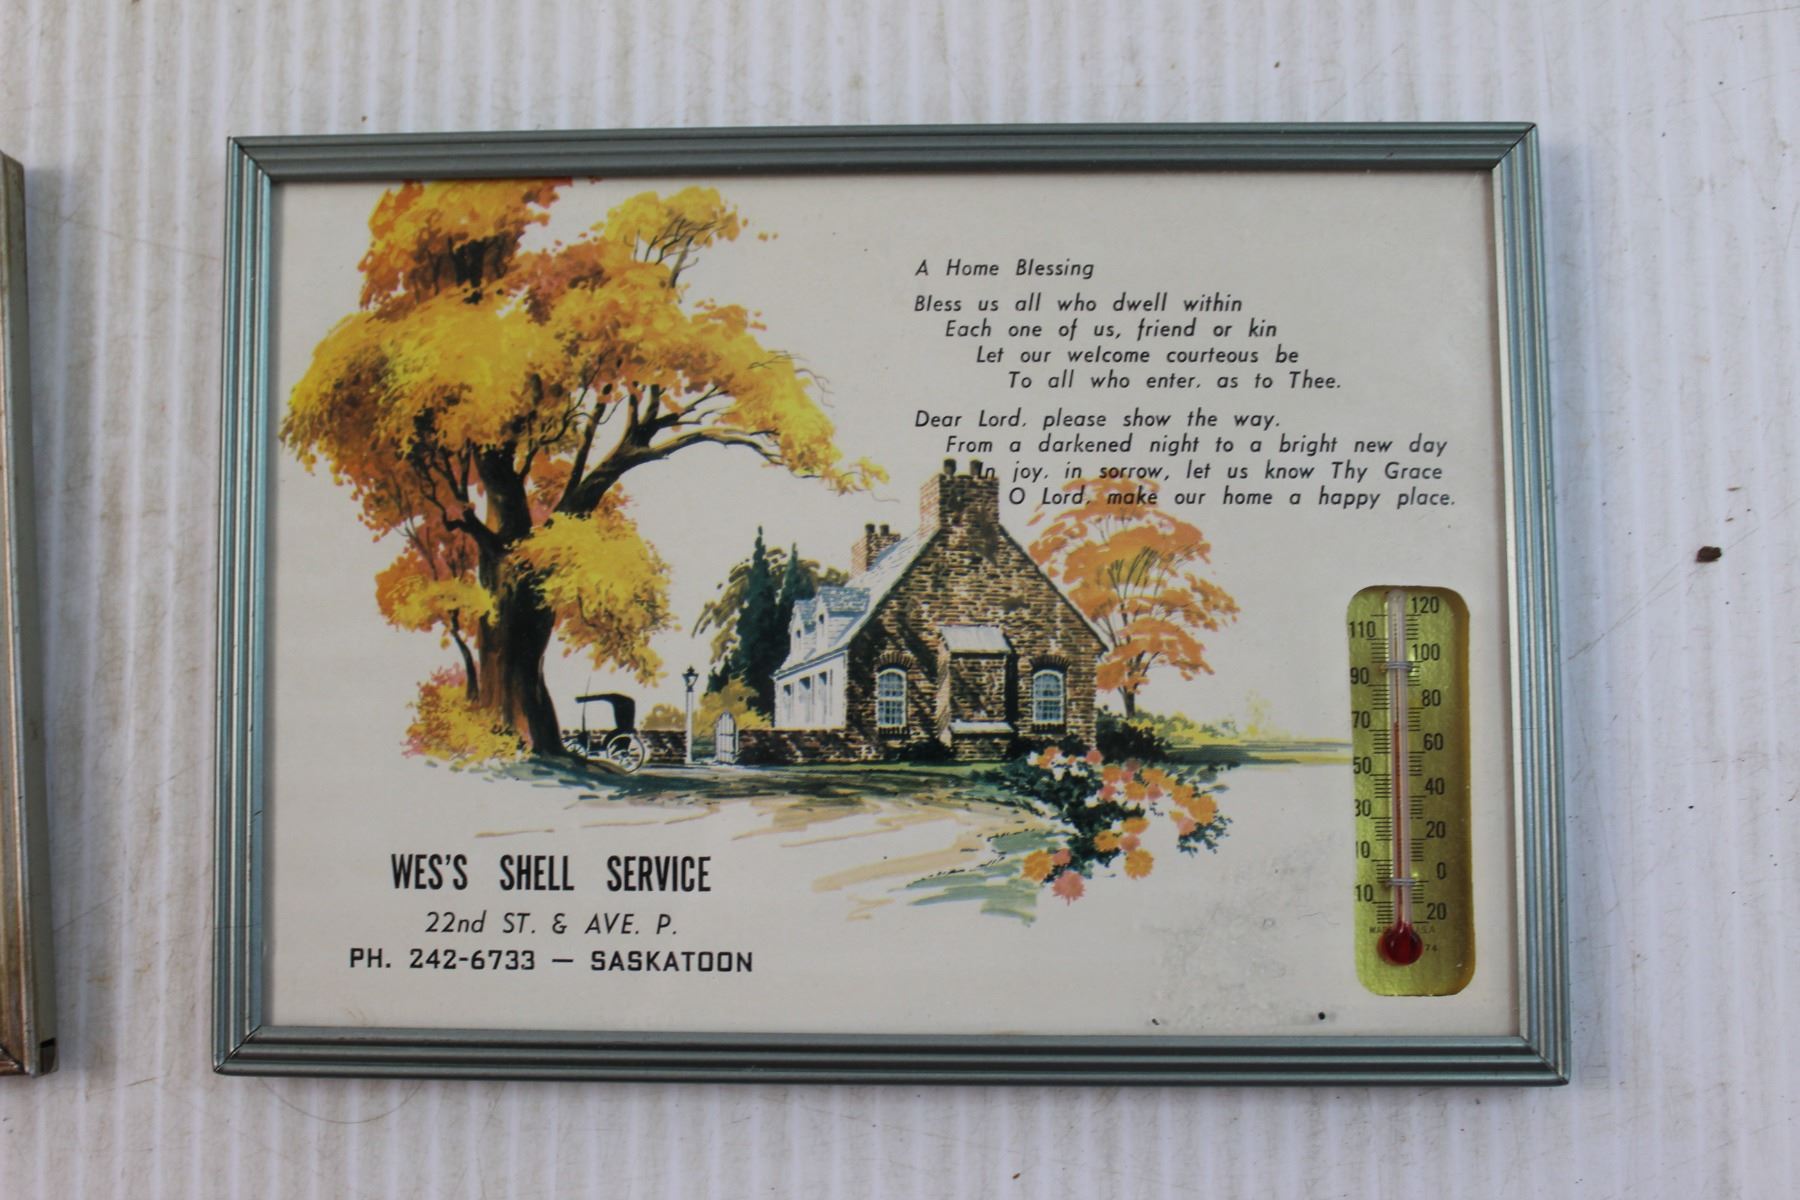 A Home Blessing
Bless us all who dwell within
Each one of us, friend or kin
Let our welcome courteous be
To all who enter, as to Thee.
Dear Lord, please show the way.
From a darkened night to a bright new day
In joy, in sorrow, let us know Thy Grace
O Lord, make our home a happy place.
120
110
100
90
80
70
60
50
40
30
20
10
0
10
20
74
WES'S SHELL SERVICE
22nd ST. & AVE. P.
PH. 242-6733 — SASKATOON